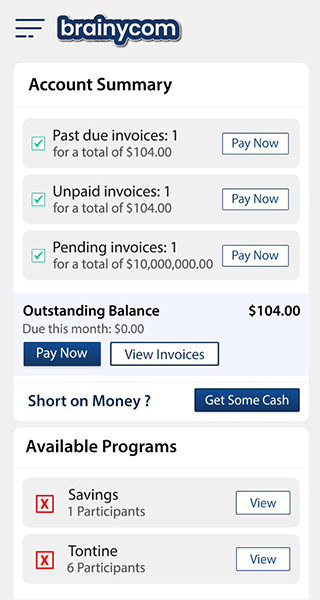 brainycom
Account Summary
Past due invoices: 1
for a total of $104.00
Pay Now
Unpaid invoices: 1
for a total of $104.00
Pay Now
Pending invoices: 1
for a total of $10,000,000.00
Pay Now
Outstanding Balance
$104.00
Due this month: $0.00
Pay Now
View Invoices
Short on Money ?
Get Some Cash
Available Programs
X
Savings
1 Participants
View
X
Tontine
6 Participants
View